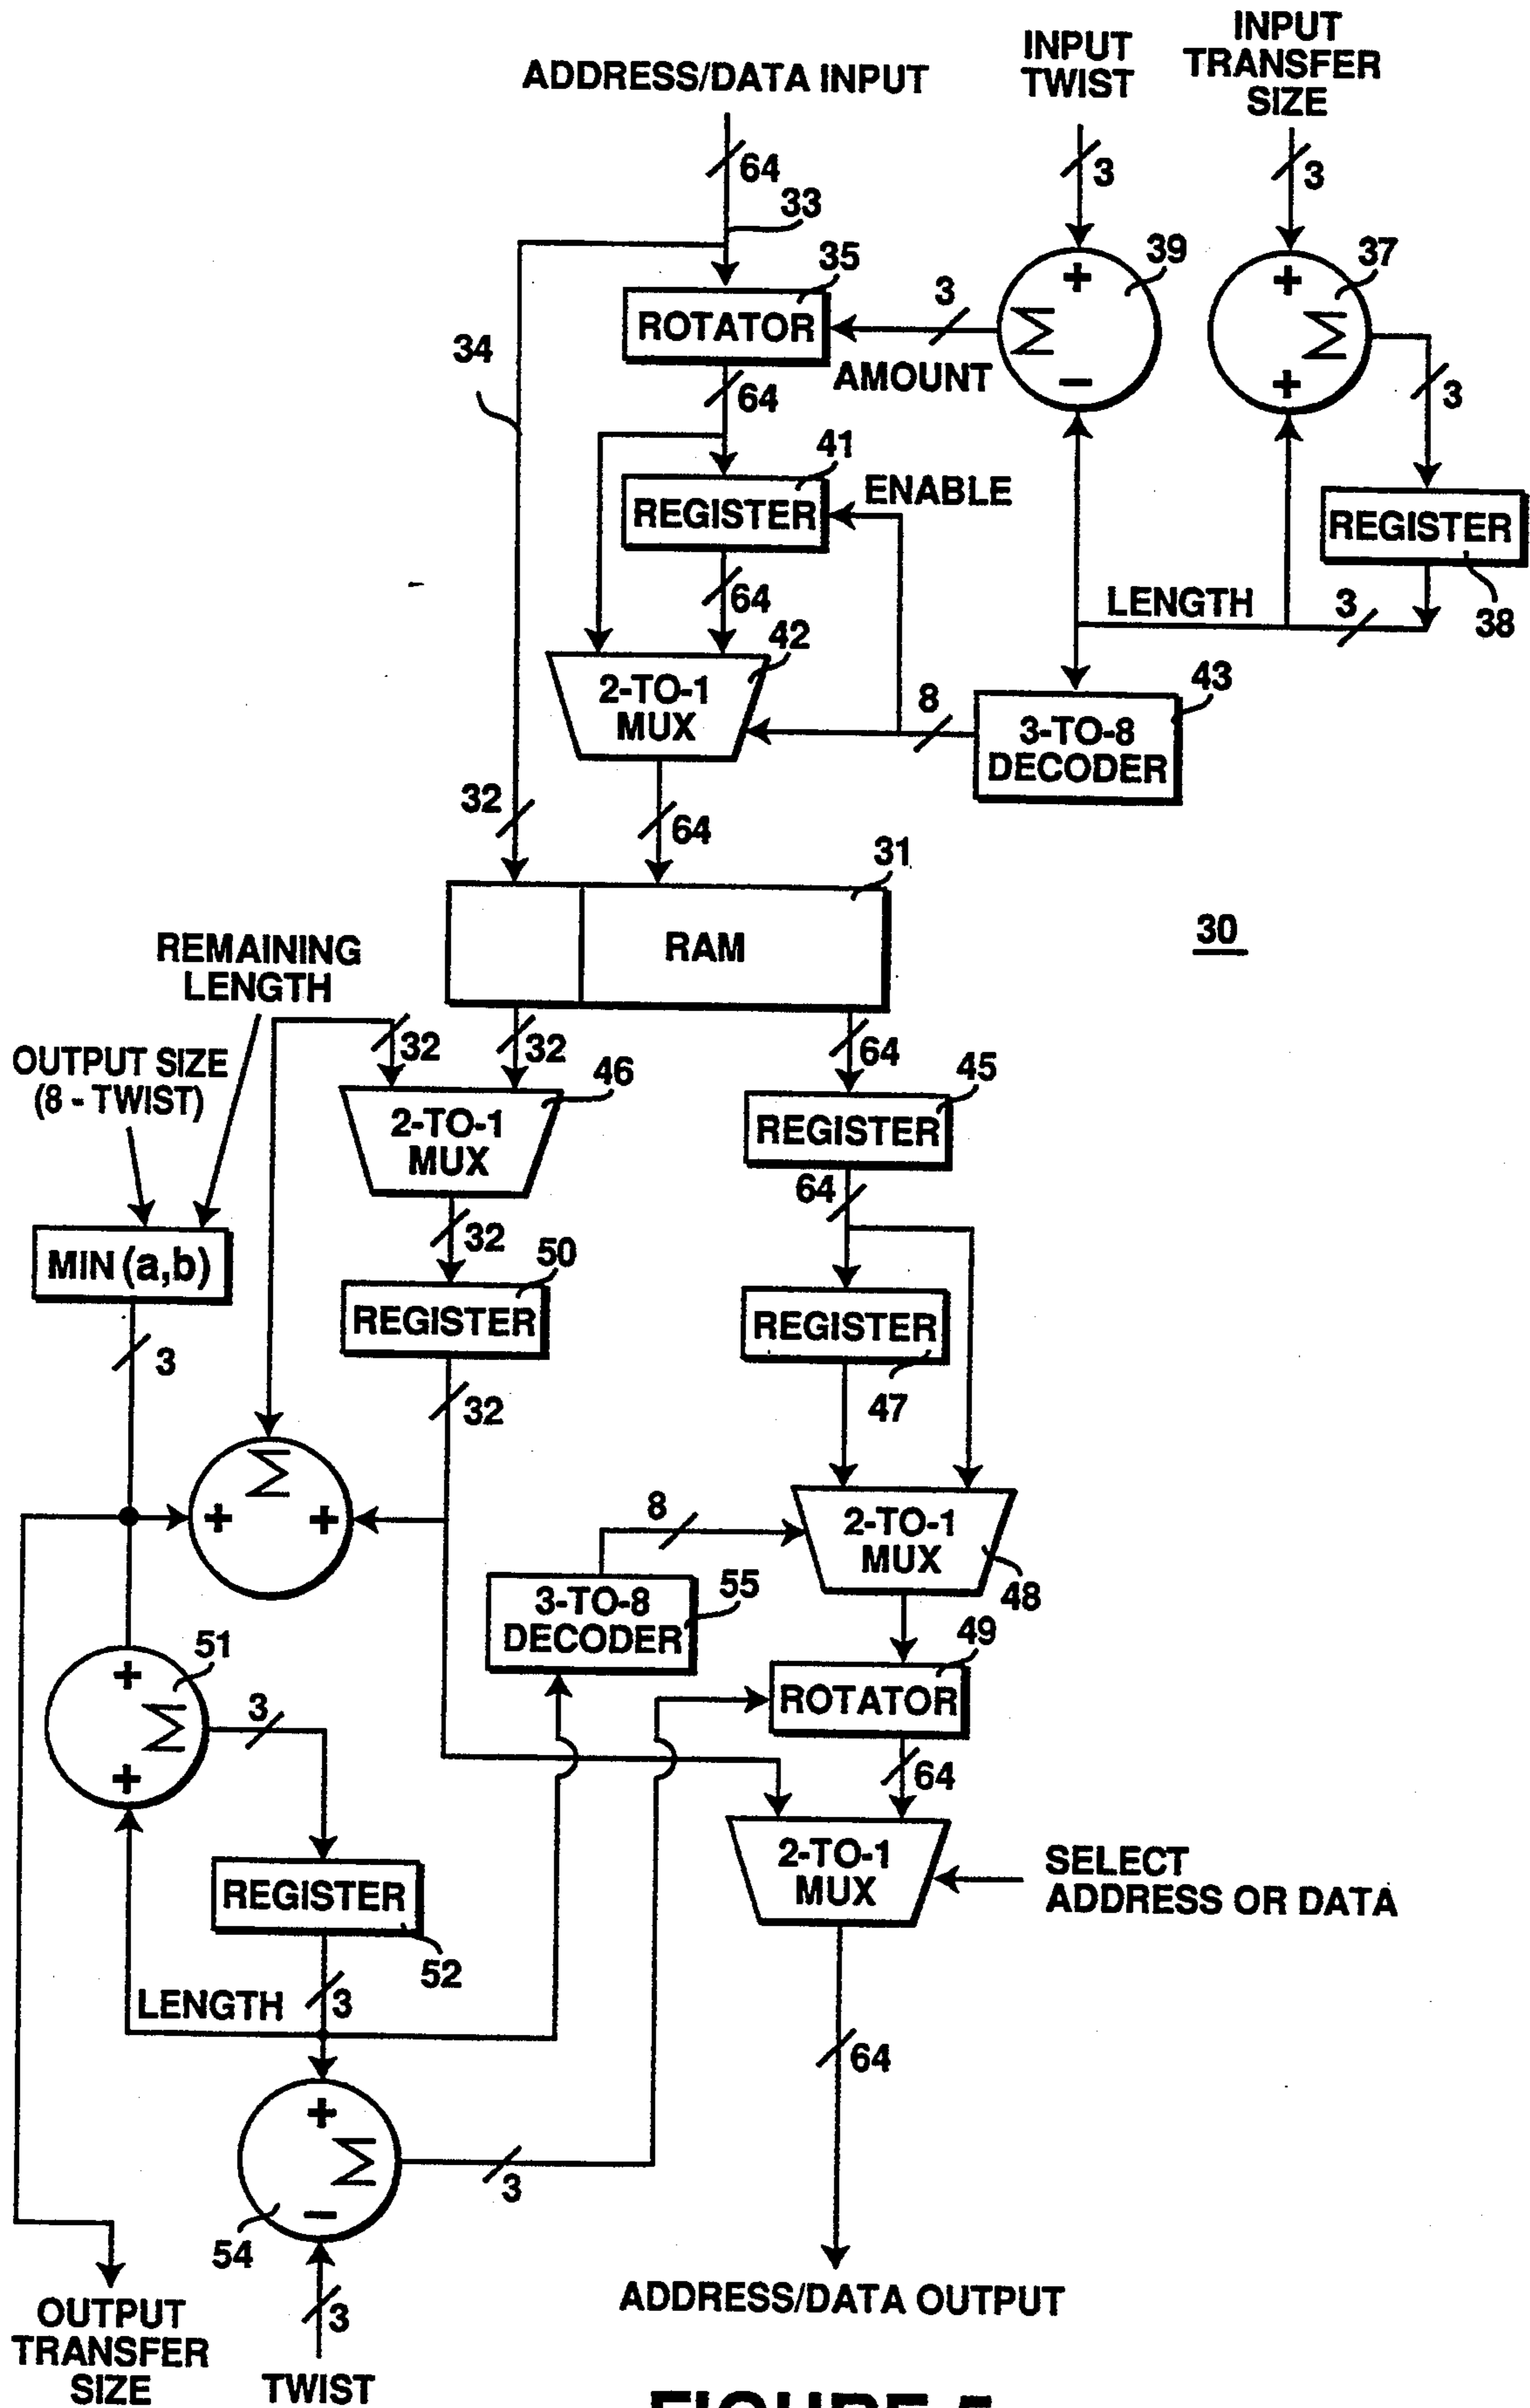 INPUT
TRANSFER
SIZE
INPUT
TWIST
ADDRESS/DATA INPUT
64
3
3
33
35
39
37
ROTATOR
3
+
Σ
−
+
Σ
+
34
AMOUNT
64
3
41
REGISTER
ENABLE
REGISTER
64
LENGTH
3
38
42
2-TO-1
MUX
8
43
3-TO-8
DECODER
32
64
31
RAM
30
REMAINING
LENGTH
32
32
64
OUTPUT SIZE
(8 - TWIST)
46
45
2-TO-1
MUX
REGISTER
64
MIN (a,b)
32
50
REGISTER
REGISTER
3
32
47
Σ
+
+
8
2-TO-1
MUX
48
3-TO-8
DECODER
55
49
51
+
Σ
+
3
ROTATOR
64
2-TO-1
MUX
SELECT
ADDRESS OR DATA
REGISTER
52
LENGTH
3
64
+
Σ
−
3
54
ADDRESS/DATA OUTPUT
3
OUTPUT
TRANSFER
SIZE
TWIST